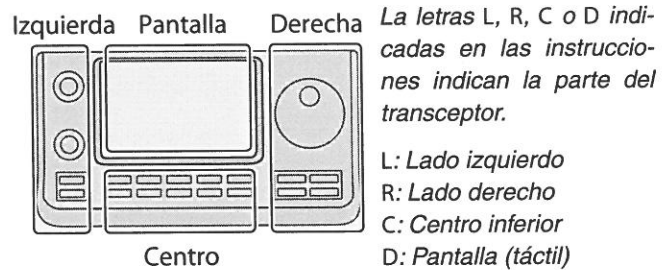 Izquierda Pantalla Derecha
Centro
La letras L, R, C o D indi-
cadas en las instruccio-
nes indican la parte del
transceptor.
L: Lado izquierdo
R: Lado derecho
C: Centro inferior
D: Pantalla (táctil)